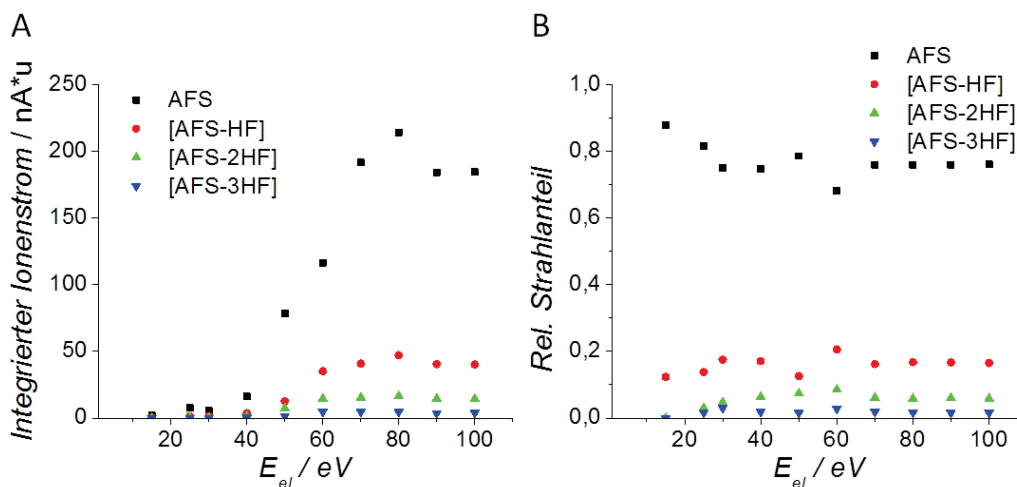 A
Integrierter Ionenstrom / nA*u
250
200
150
100
50
0
AFS
[AFS-HF]
[AFS-2HF]
[AFS-3HF]
20
40
60
80
100
E_el / eV
B
Rel. Strahlanteil
1,0
0,8
0,6
0,4
0,2
0,0
AFS
[AFS-HF]
[AFS-2HF]
[AFS-3HF]
20
40
60
80
100
E_el / eV